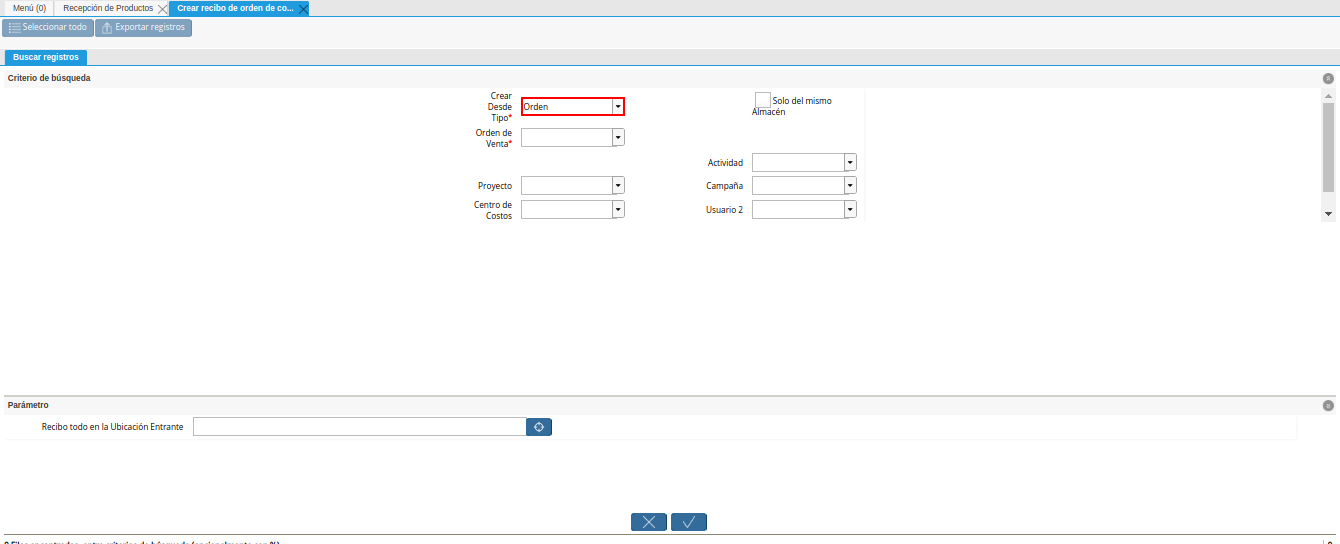 Menú (0) Recepción de Productos Crear recibo de orden de co...
Seleccionar todo Exportar registros
Buscar registros
Criterio de búsqueda
Crear
Desde
Tipo*
Orden
Solo del mismo
Almacén
Orden de
Venta*
Actividad
Proyecto
Campaña
Centro de
Costos
Usuario 2
Parámetro
Recibo todo en la Ubicación Entrante